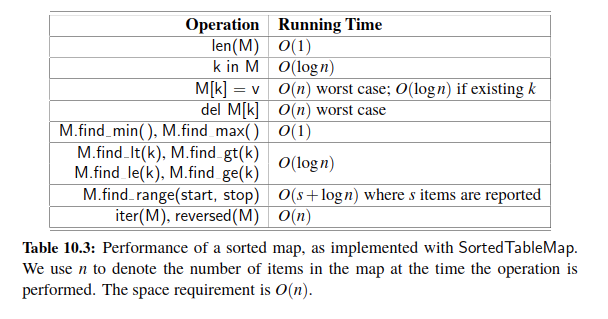 Operation Running Time
len(M) O(1)
k in M O(log n)
M[k] = v O(n) worst case; O(log n) if existing k
del M[k] O(n) worst case
M.find_min(), M.find_max() O(1)
M.find_lt(k), M.find_gt(k)
M.find_le(k), M.find_ge(k) O(log n)
M.find_range(start, stop) O(s + log n) where s items are reported
iter(M), reversed(M) O(n)
Table 10.3: Performance of a sorted map, as implemented with SortedTableMap.
We use n to denote the number of items in the map at the time the operation is
performed. The space requirement is O(n).